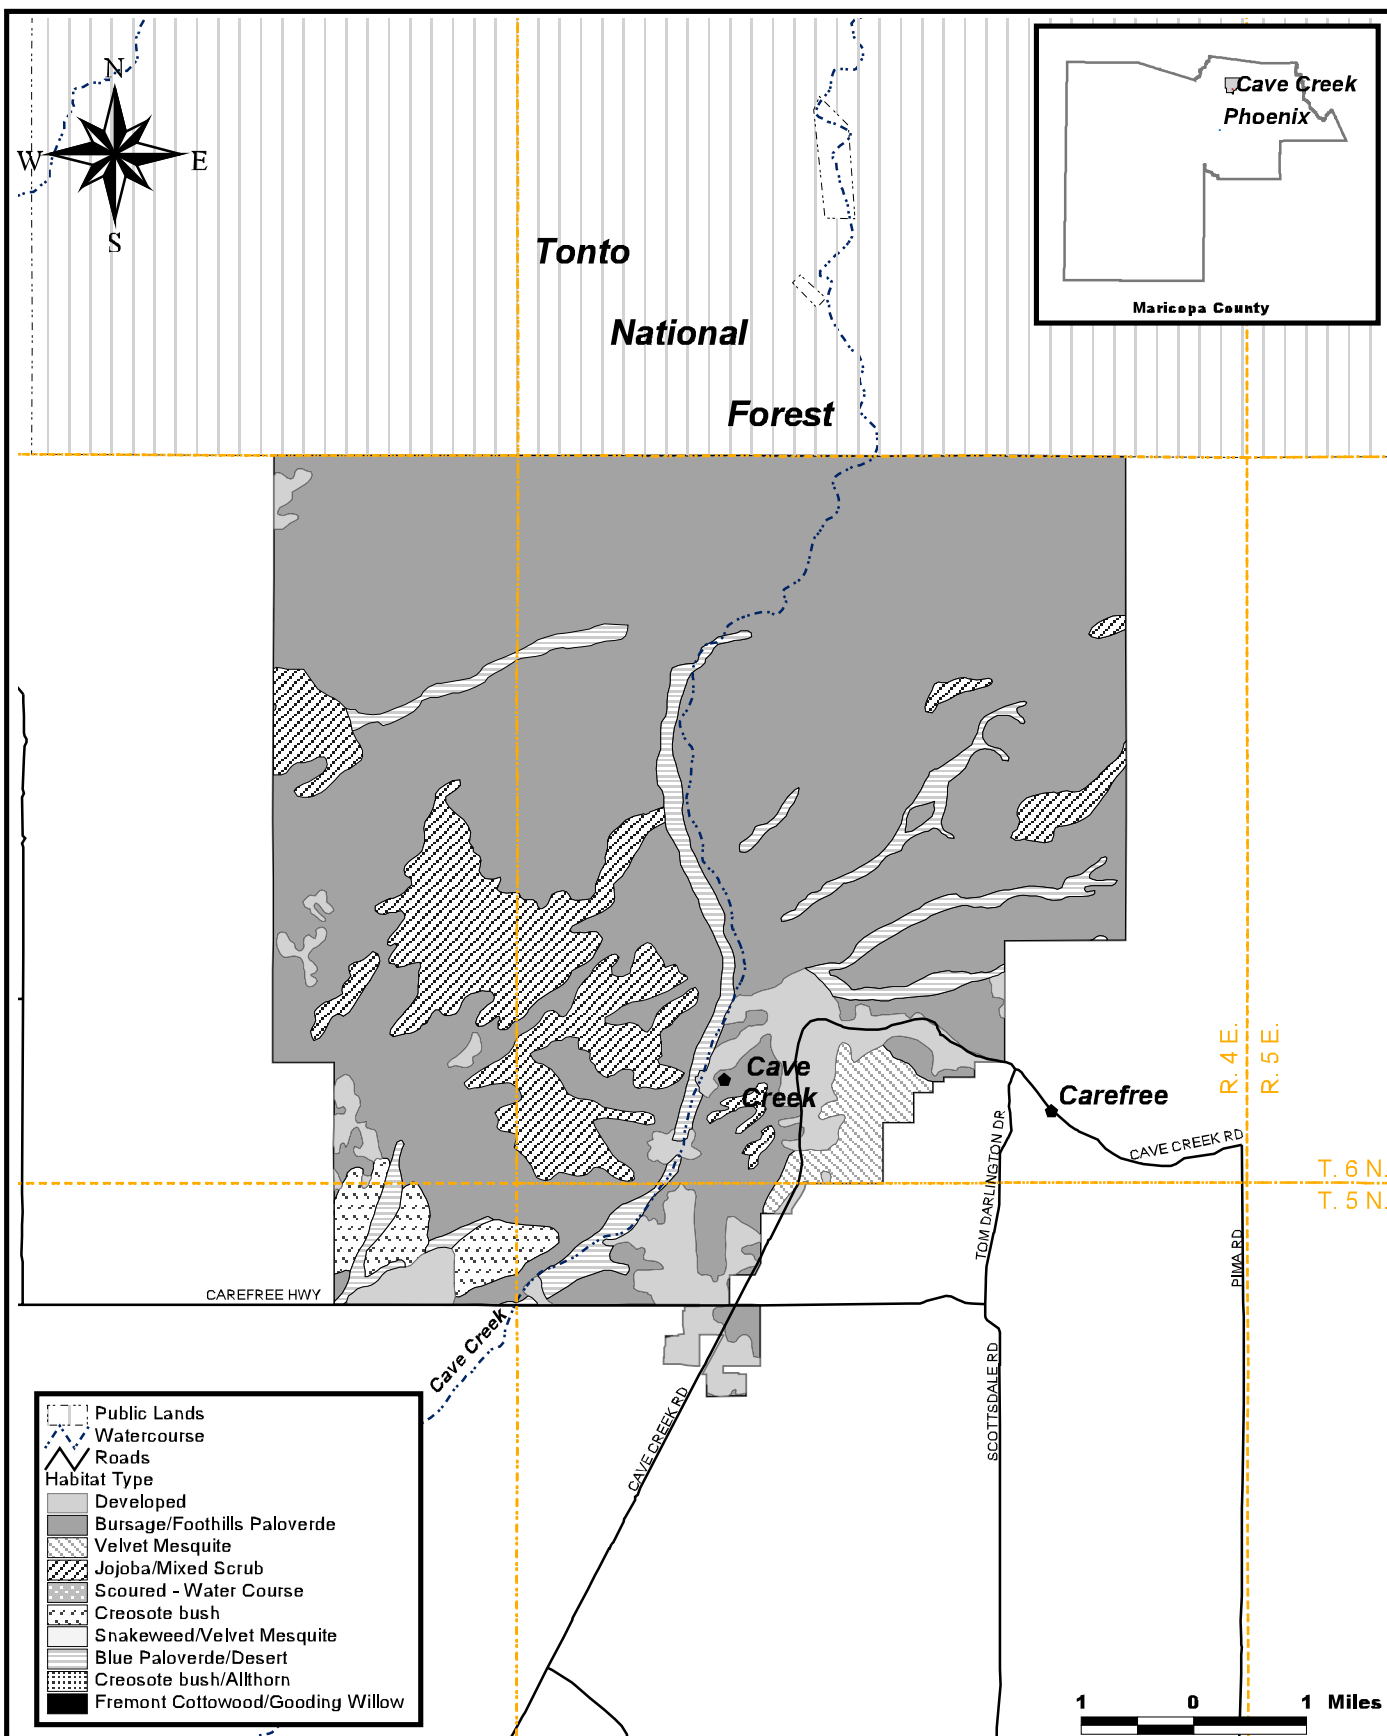 N
W
E
S
Cave Creek
Phoenix
Maricopa County
Tonto
National
Forest
R. 4 E.
R. 5 E.
Cave
Creek
Carefree
CAVE CREEK RD
TOM DARLINGTON DR
T. 6 N.
T. 5 N.
PIMA RD
CAREFREE HWY
Cave Creek
SCOTTSDALE RD
CAVE CREEK RD
Public Lands
Watercourse
Roads
Habitat Type
Developed
Bursage/Foothills Paloverde
Velvet Mesquite
Jojoba/Mixed Scrub
Scoured - Water Course
Creosote bush
Snakeweed/Velvet Mesquite
Blue Paloverde/Desert
Creosote bush/Allthorn
Fremont Cottowood/Gooding Willow
1 0 1 Miles